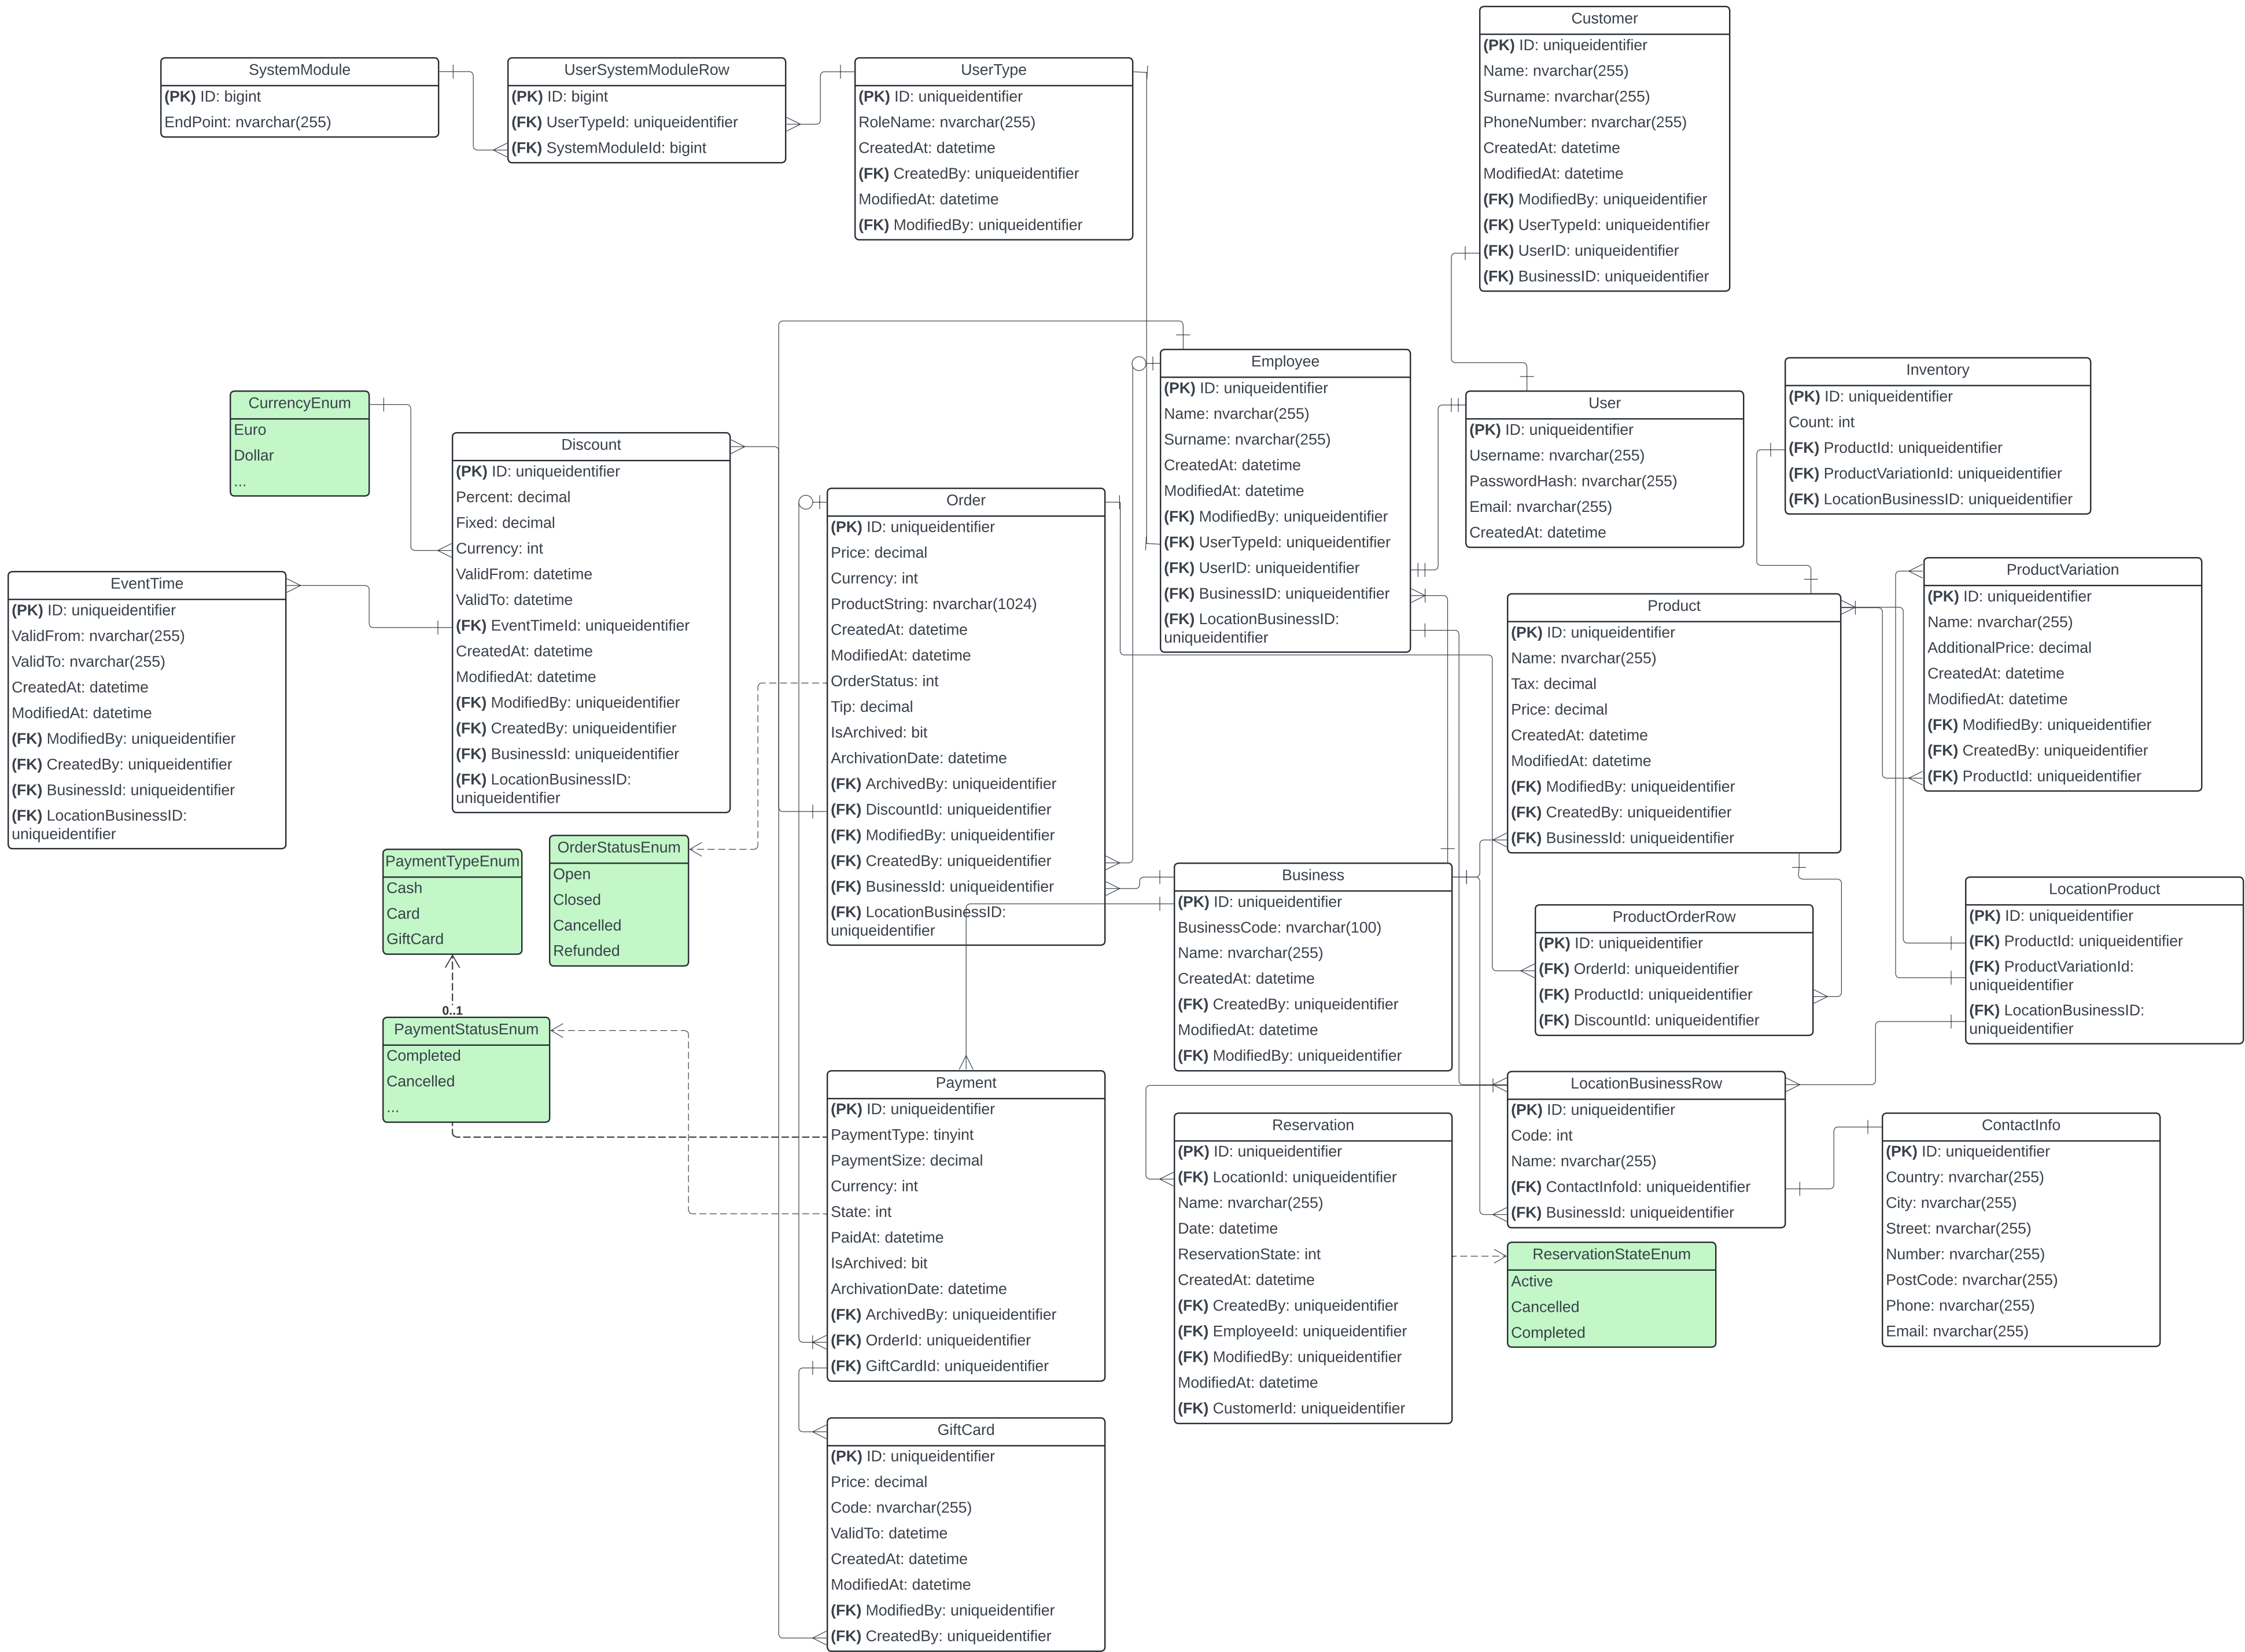 Customer
(PK) ID: uniqueidentifier
Name: nvarchar(255)
Surname: nvarchar(255)
PhoneNumber: nvarchar(255)
CreatedAt: datetime
ModifiedAt: datetime
(FK) ModifiedBy: uniqueidentifier
(FK) UserTypeId: uniqueidentifier
(FK) UserID: uniqueidentifier
(FK) BusinessID: uniqueidentifier
SystemModule
(PK) ID: bigint
EndPoint: nvarchar(255)
UserSystemModuleRow
(PK) ID: bigint
(FK) UserTypeId: uniqueidentifier
(FK) SystemModuleId: bigint
UserType
(PK) ID: uniqueidentifier
RoleName: nvarchar(255)
CreatedAt: datetime
(FK) CreatedBy: uniqueidentifier
ModifiedAt: datetime
(FK) ModifiedBy: uniqueidentifier
Employee
(PK) ID: uniqueidentifier
Name: nvarchar(255)
Surname: nvarchar(255)
CreatedAt: datetime
ModifiedAt: datetime
(FK) ModifiedBy: uniqueidentifier
(FK) UserTypeId: uniqueidentifier
(FK) UserID: uniqueidentifier
(FK) BusinessID: uniqueidentifier
(FK) LocationBusinessID:
uniqueidentifier
User
(PK) ID: uniqueidentifier
Username: nvarchar(255)
PasswordHash: nvarchar(255)
Email: nvarchar(255)
CreatedAt: datetime
Inventory
(PK) ID: uniqueidentifier
Count: int
(FK) ProductId: uniqueidentifier
(FK) ProductVariationId: uniqueidentifier
(FK) LocationBusinessID: uniqueidentifier
CurrencyEnum
Euro
Dollar
...
Discount
(PK) ID: uniqueidentifier
Percent: decimal
Fixed: decimal
Currency: int
ValidFrom: datetime
ValidTo: datetime
(FK) EventTimeId: uniqueidentifier
CreatedAt: datetime
ModifiedAt: datetime
(FK) ModifiedBy: uniqueidentifier
(FK) CreatedBy: uniqueidentifier
(FK) BusinessId: uniqueidentifier
(FK) LocationBusinessID:
uniqueidentifier
Order
(PK) ID: uniqueidentifier
Price: decimal
Currency: int
ProductString: nvarchar(1024)
CreatedAt: datetime
ModifiedAt: datetime
OrderStatus: int
Tip: decimal
IsArchived: bit
ArchivationDate: datetime
(FK) ArchivedBy: uniqueidentifier
(FK) DiscountId: uniqueidentifier
(FK) ModifiedBy: uniqueidentifier
(FK) CreatedBy: uniqueidentifier
(FK) BusinessId: uniqueidentifier
(FK) LocationBusinessID:
uniqueidentifier
EventTime
(PK) ID: uniqueidentifier
ValidFrom: nvarchar(255)
ValidTo: nvarchar(255)
CreatedAt: datetime
ModifiedAt: datetime
(FK) ModifiedBy: uniqueidentifier
(FK) CreatedBy: uniqueidentifier
(FK) BusinessId: uniqueidentifier
(FK) LocationBusinessID:
uniqueidentifier
Product
(PK) ID: uniqueidentifier
Name: nvarchar(255)
Tax: decimal
Price: decimal
CreatedAt: datetime
ModifiedAt: datetime
(FK) ModifiedBy: uniqueidentifier
(FK) CreatedBy: uniqueidentifier
(FK) BusinessId: uniqueidentifier
ProductVariation
(PK) ID: uniqueidentifier
Name: nvarchar(255)
AdditionalPrice: decimal
CreatedAt: datetime
ModifiedAt: datetime
(FK) ModifiedBy: uniqueidentifier
(FK) CreatedBy: uniqueidentifier
(FK) ProductId: uniqueidentifier
PaymentTypeEnum
Cash
Card
GiftCard
OrderStatusEnum
Open
Closed
Cancelled
Refunded
Business
(PK) ID: uniqueidentifier
BusinessCode: nvarchar(100)
Name: nvarchar(255)
CreatedAt: datetime
(FK) CreatedBy: uniqueidentifier
ModifiedAt: datetime
(FK) ModifiedBy: uniqueidentifier
ProductOrderRow
(PK) ID: uniqueidentifier
(FK) OrderId: uniqueidentifier
(FK) ProductId: uniqueidentifier
(FK) DiscountId: uniqueidentifier
LocationProduct
(PK) ID: uniqueidentifier
(FK) ProductId: uniqueidentifier
(FK) ProductVariationId:
uniqueidentifier
(FK) LocationBusinessID:
uniqueidentifier
0..1
PaymentStatusEnum
Completed
Cancelled
...
Payment
(PK) ID: uniqueidentifier
PaymentType: tinyint
PaymentSize: decimal
Currency: int
State: int
PaidAt: datetime
IsArchived: bit
ArchivationDate: datetime
(FK) ArchivedBy: uniqueidentifier
(FK) OrderId: uniqueidentifier
(FK) GiftCardId: uniqueidentifier
Reservation
(PK) ID: uniqueidentifier
(FK) LocationId: uniqueidentifier
Name: nvarchar(255)
Date: datetime
ReservationState: int
CreatedAt: datetime
(FK) CreatedBy: uniqueidentifier
(FK) EmployeeId: uniqueidentifier
(FK) ModifiedBy: uniqueidentifier
ModifiedAt: datetime
(FK) CustomerId: uniqueidentifier
LocationBusinessRow
(PK) ID: uniqueidentifier
Code: int
Name: nvarchar(255)
(FK) ContactInfoId: uniqueidentifier
(FK) BusinessId: uniqueidentifier
ReservationStateEnum
Active
Cancelled
Completed
ContactInfo
(PK) ID: uniqueidentifier
Country: nvarchar(255)
City: nvarchar(255)
Street: nvarchar(255)
Number: nvarchar(255)
PostCode: nvarchar(255)
Phone: nvarchar(255)
Email: nvarchar(255)
GiftCard
(PK) ID: uniqueidentifier
Price: decimal
Code: nvarchar(255)
ValidTo: datetime
CreatedAt: datetime
ModifiedAt: datetime
(FK) ModifiedBy: uniqueidentifier
(FK) CreatedBy: uniqueidentifier